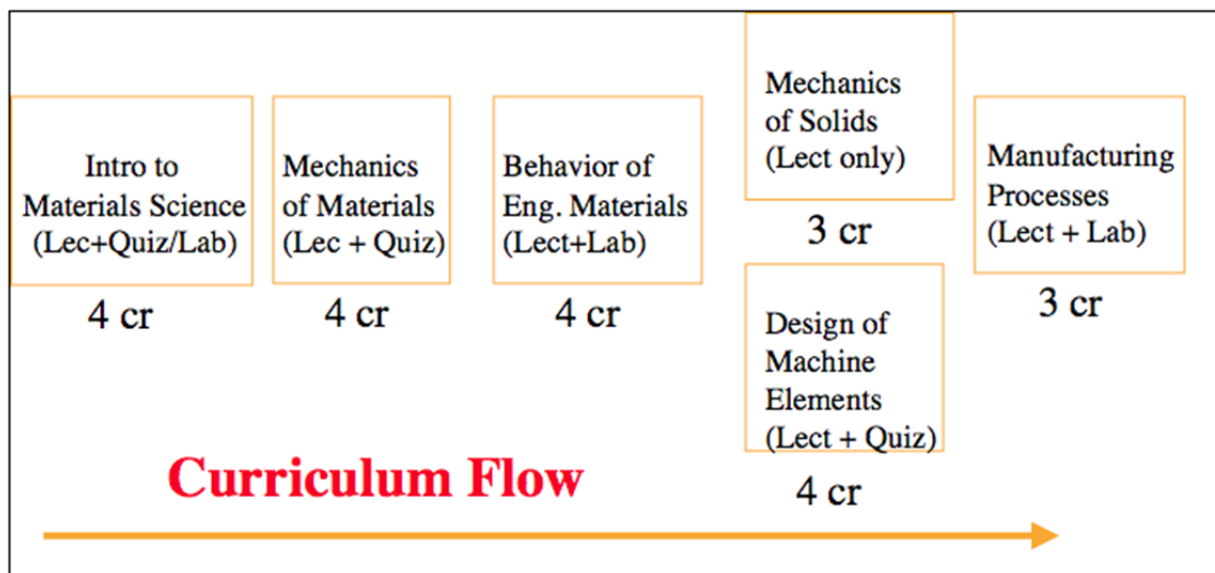 Intro to
Materials Science
(Lec+Quiz/Lab)
4 cr
Mechanics
of Materials
(Lec + Quiz)
4 cr
Behavior of
Eng. Materials
(Lect+Lab)
4 cr
Mechanics
of Solids
(Lect only)
3 cr
Design of
Machine
Elements
(Lect + Quiz)
4 cr
Manufacturing
Processes
(Lect + Lab)
3 cr
Curriculum Flow